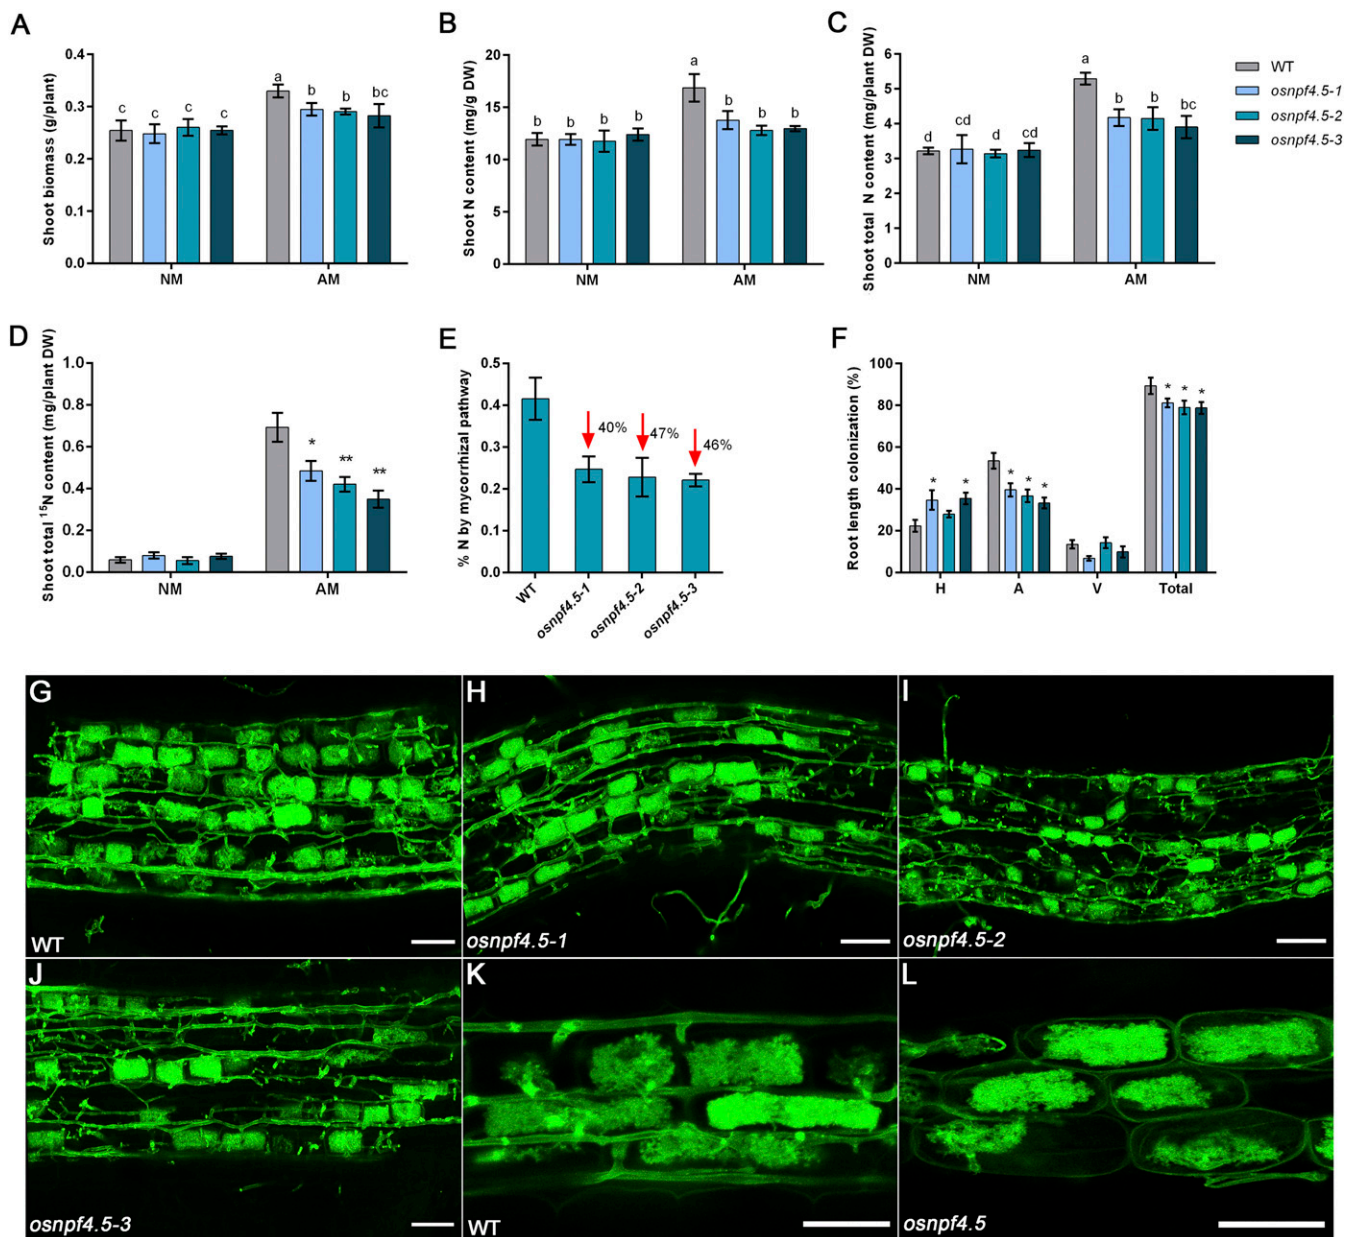 A
Shoot biomass (g/plant)
0.4
0.3
0.2
0.1
0.0
c c c c
a b b bc
NM AM
B
Shoot N content (mg/g DW)
20
15
10
5
0
b b b b
a b b b
NM AM
C
Shoot total N content (mg/plant DW)
6
5
4
3
2
1
0
d cd d cd
a b b bc
NM AM
WT
osnpf4.5-1
osnpf4.5-2
osnpf4.5-3
D
Shoot total 15N content (mg/plant DW)
1.0
0.8
0.6
0.4
0.2
0.0
* ** **
NM AM
E
% N by mycorrhizal pathway
0.5
0.4
0.3
0.2
0.1
0.0
40% 47% 46%
WT osnpf4.5-1 osnpf4.5-2 osnpf4.5-3
F
Root length colonization (%)
100
80
60
40
20
0
* * * * * * * *
H A V Total
G
WT
H
osnpf4.5-1
I
osnpf4.5-2
J
osnpf4.5-3
K
WT
L
osnpf4.5